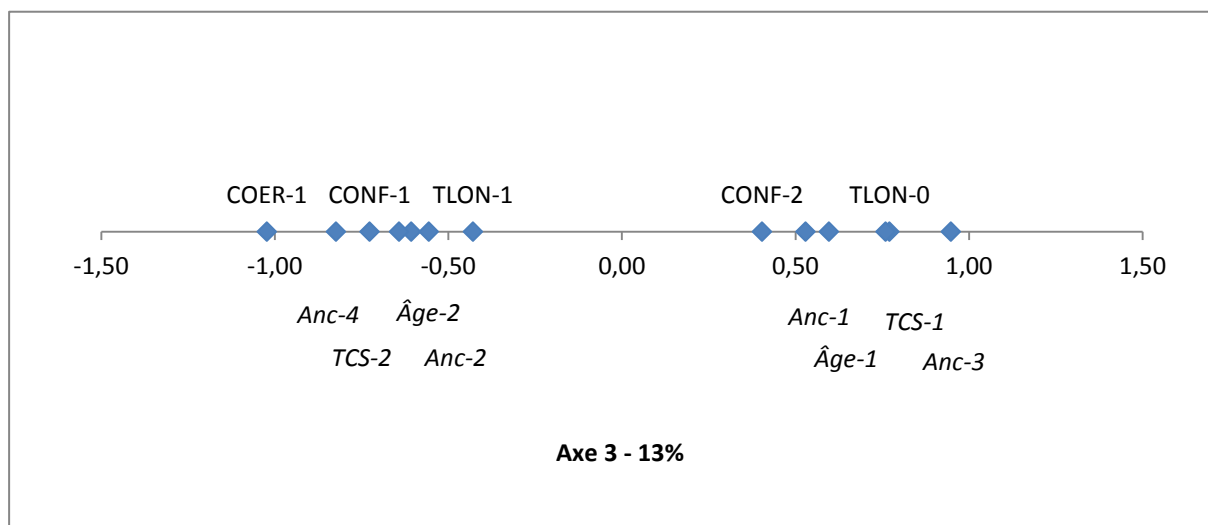 COER-1 CONF-1 TLON-1 CONF-2 TLON-0
-1,50 -1,00 -0,50 0,00 0,50 1,00 1,50
Anc-4 Âge-2 Anc-1 TCS-1
TCS-2 Anc-2 Âge-1 Anc-3
Axe 3 - 13%